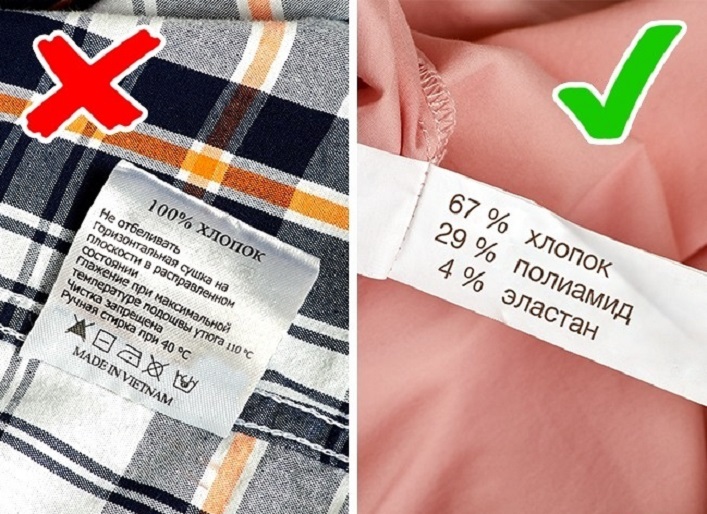 100% ХЛОПОК
Не отбеливать
Горизонтальная сушка на
плоскости в расправленном
состоянии
глажение при максимальной
температуре подошвы утюга 110 °C
Чистка запрещена
Ручная стирка при 40 °C
MADE IN VIETNAM
67 % хлопок
29 % полиамид
4 % эластан